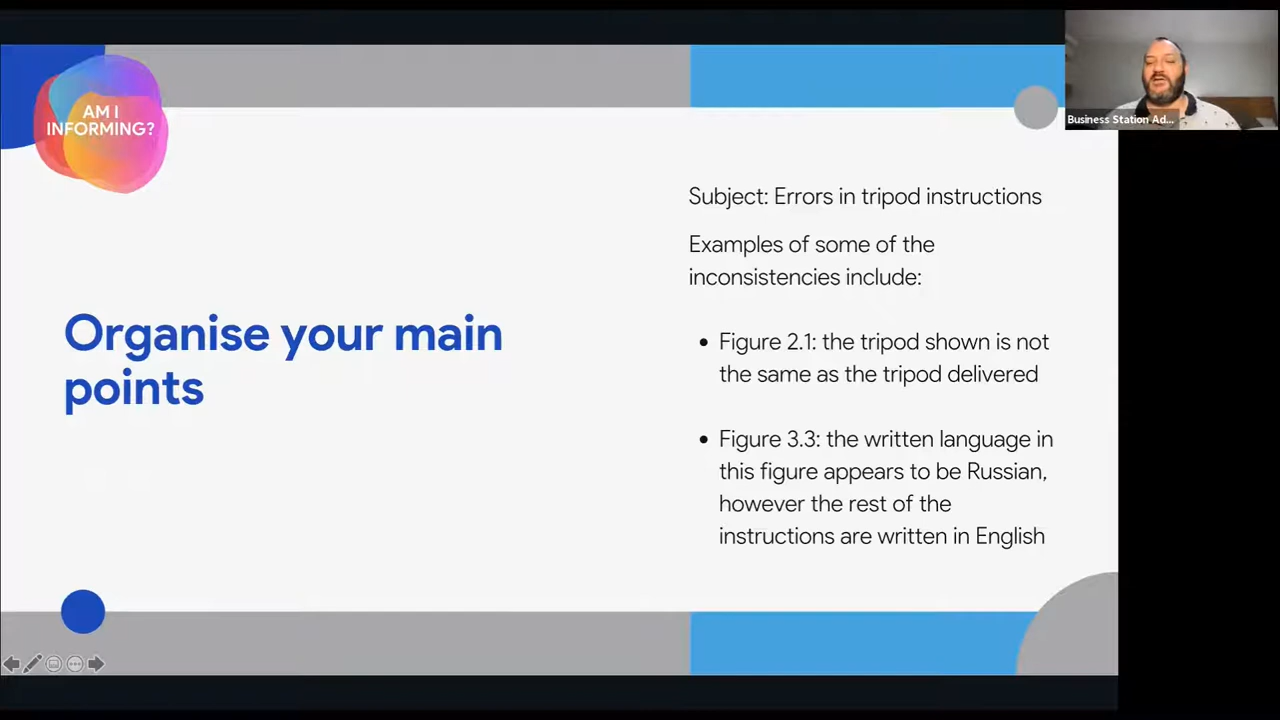 AM I
INFORMING?
Business Station Ad...
Subject: Errors in tripod instructions
Examples of some of the
inconsistencies include:
Organise your main
points
• Figure 2.1: the tripod shown is not
the same as the tripod delivered
• Figure 3.3: the written language in
this figure appears to be Russian,
however the rest of the
instructions are written in English